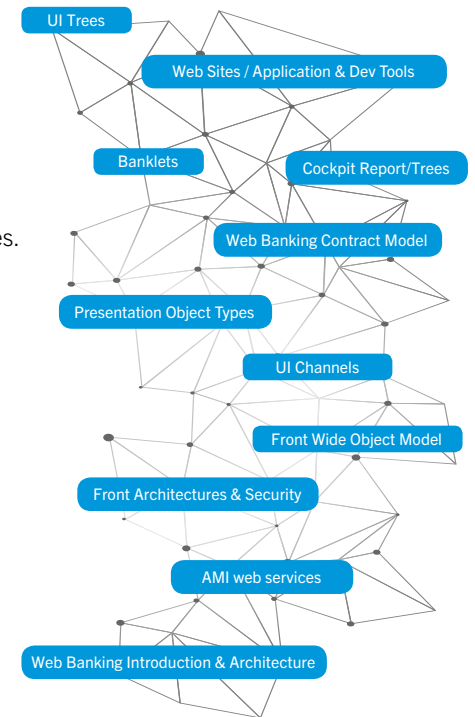 UI Trees
Web Sites / Application & Dev Tools
Banklets
Cockpit Report/Trees
es.
Web Banking Contract Model
Presentation Object Types
UI Channels
Front Wide Object Model
Front Architectures & Security
AMI web services
Web Banking Introduction & Architecture